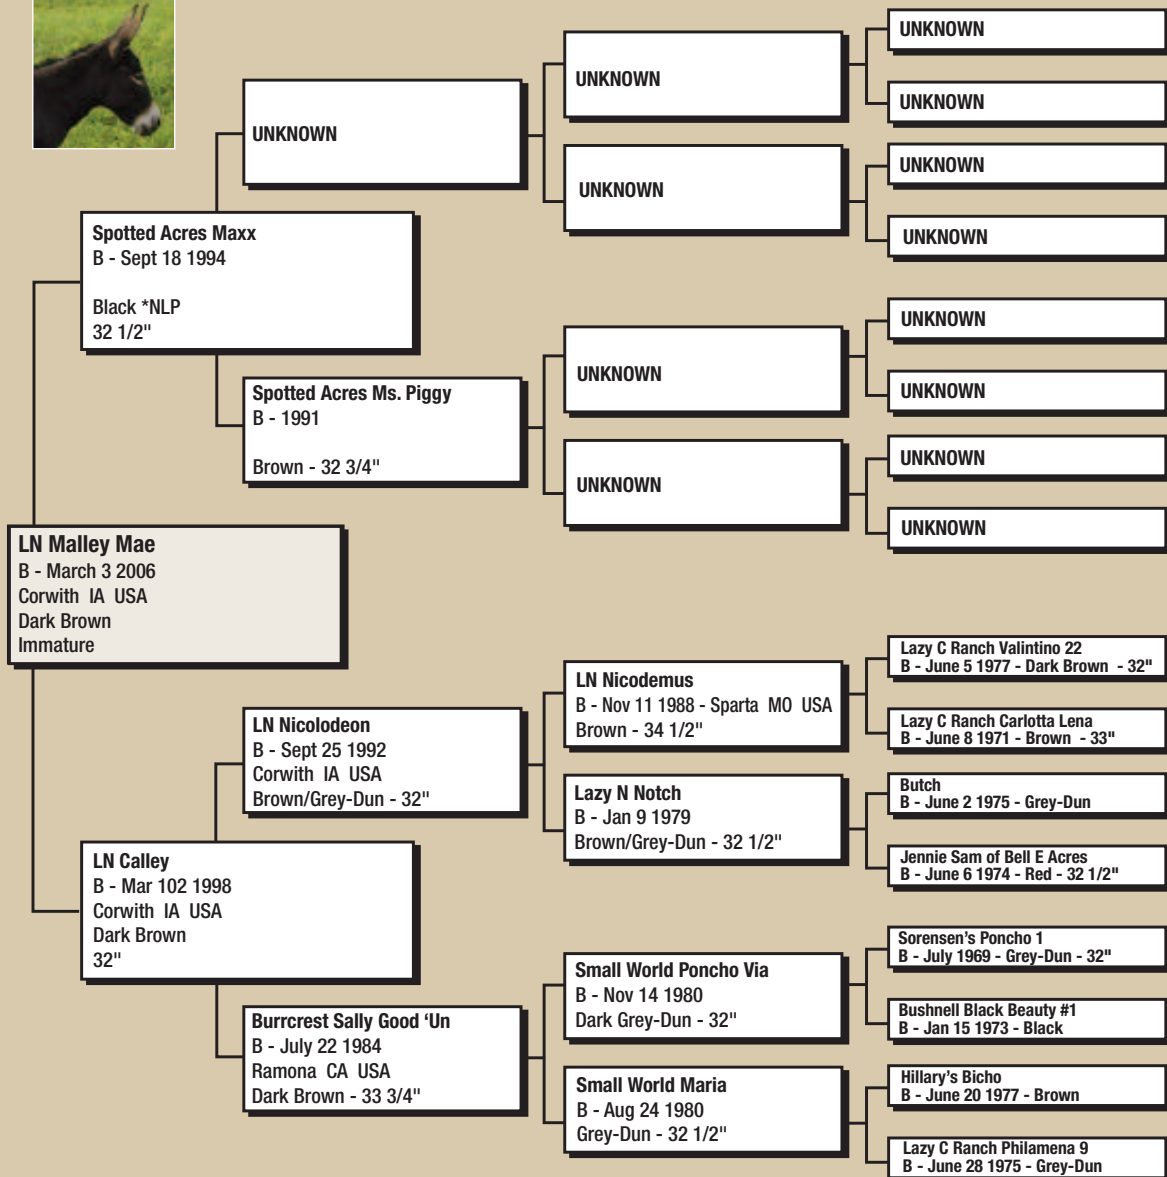 UNKNOWN
UNKNOWN
UNKNOWN
UNKNOWN
UNKNOWN
UNKNOWN
UNKNOWN
Spotted Acres Maxx
B - Sept 18 1994
Black *NLP
32 1/2"
UNKNOWN
UNKNOWN
UNKNOWN
Spotted Acres Ms. Piggy
B - 1991
Brown - 32 3/4"
UNKNOWN
UNKNOWN
UNKNOWN
LN Malley Mae
B - March 3 2006
Corwith IA USA
Dark Brown
Immature
Lazy C Ranch Valintino 22
B - June 5 1977 - Dark Brown - 32"
LN Nicodemus
B - Nov 11 1988 - Sparta MO USA
Brown - 34 1/2"
Lazy C Ranch Carlotta Lena
B - June 8 1971 - Brown - 33"
LN Nicolodeon
B - Sept 25 1992
Corwith IA USA
Brown/Grey-Dun - 32"
Lazy N Notch
B - Jan 9 1979
Brown/Grey-Dun - 32 1/2"
Butch
B - June 2 1975 - Grey-Dun
Jennie Sam of Bell E Acres
B - June 6 1974 - Red - 32 1/2"
LN Calley
B - Mar 102 1998
Corwith IA USA
Dark Brown
32"
Sorensen's Poncho 1
B - July 1969 - Grey-Dun - 32"
Small World Poncho Via
B - Nov 14 1980
Dark Grey-Dun - 32"
Bushnell Black Beauty #1
B - Jan 15 1973 - Black
Burrcrest Sally Good ‘Un
B - July 22 1984
Ramona CA USA
Dark Brown - 33 3/4"
Small World Maria
B - Aug 24 1980
Grey-Dun - 32 1/2"
Hillary's Bicho
B - June 20 1977 - Brown
Lazy C Ranch Philamena 9
B - June 28 1975 - Grey-Dun